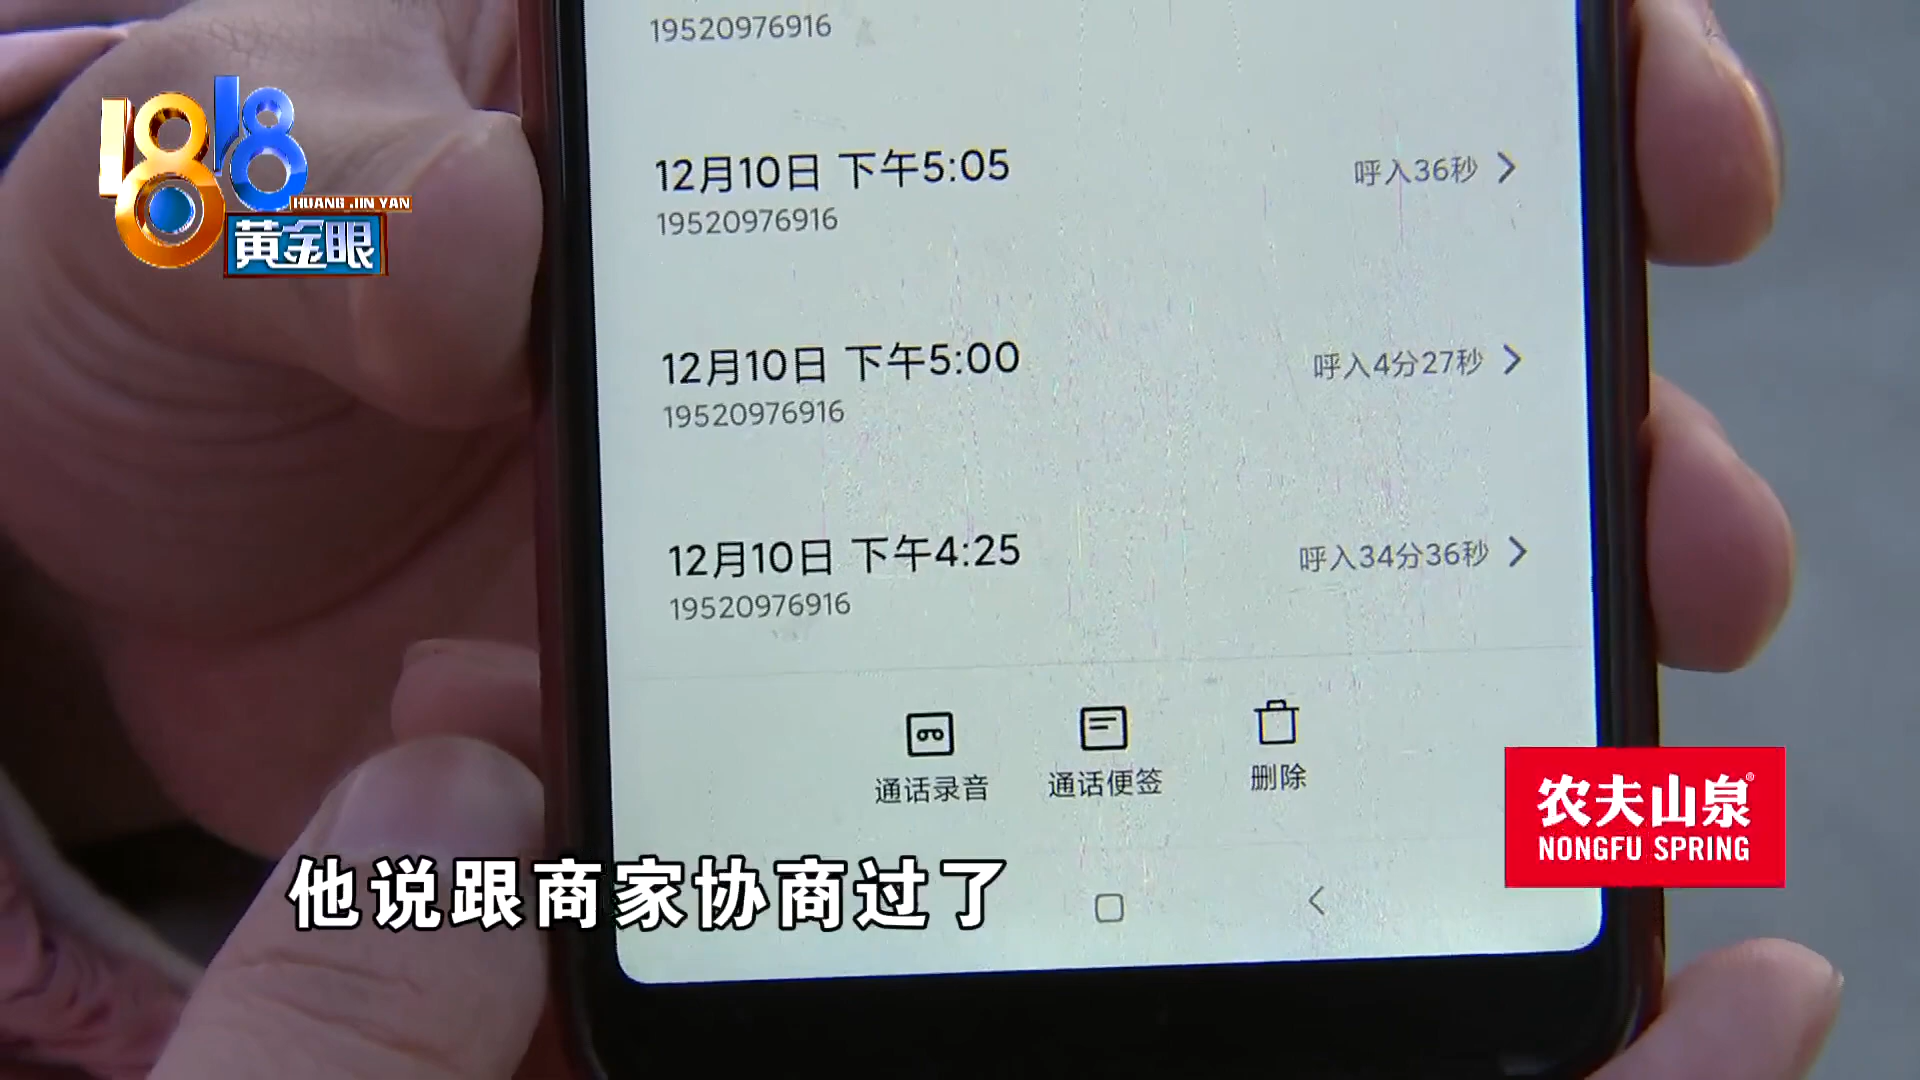 19520976916
1818
HUANG JIN YAN
黄金眼
12月10日 下午5:05
呼入36秒
19520976916
12月10日 下午5:00
呼入4分27秒
19520976916
12月10日 下午4:25
呼入34分36秒
19520976916
通话录音
通话便签
删除
农夫山泉®
NONGFU SPRING
他说跟商家协商过了